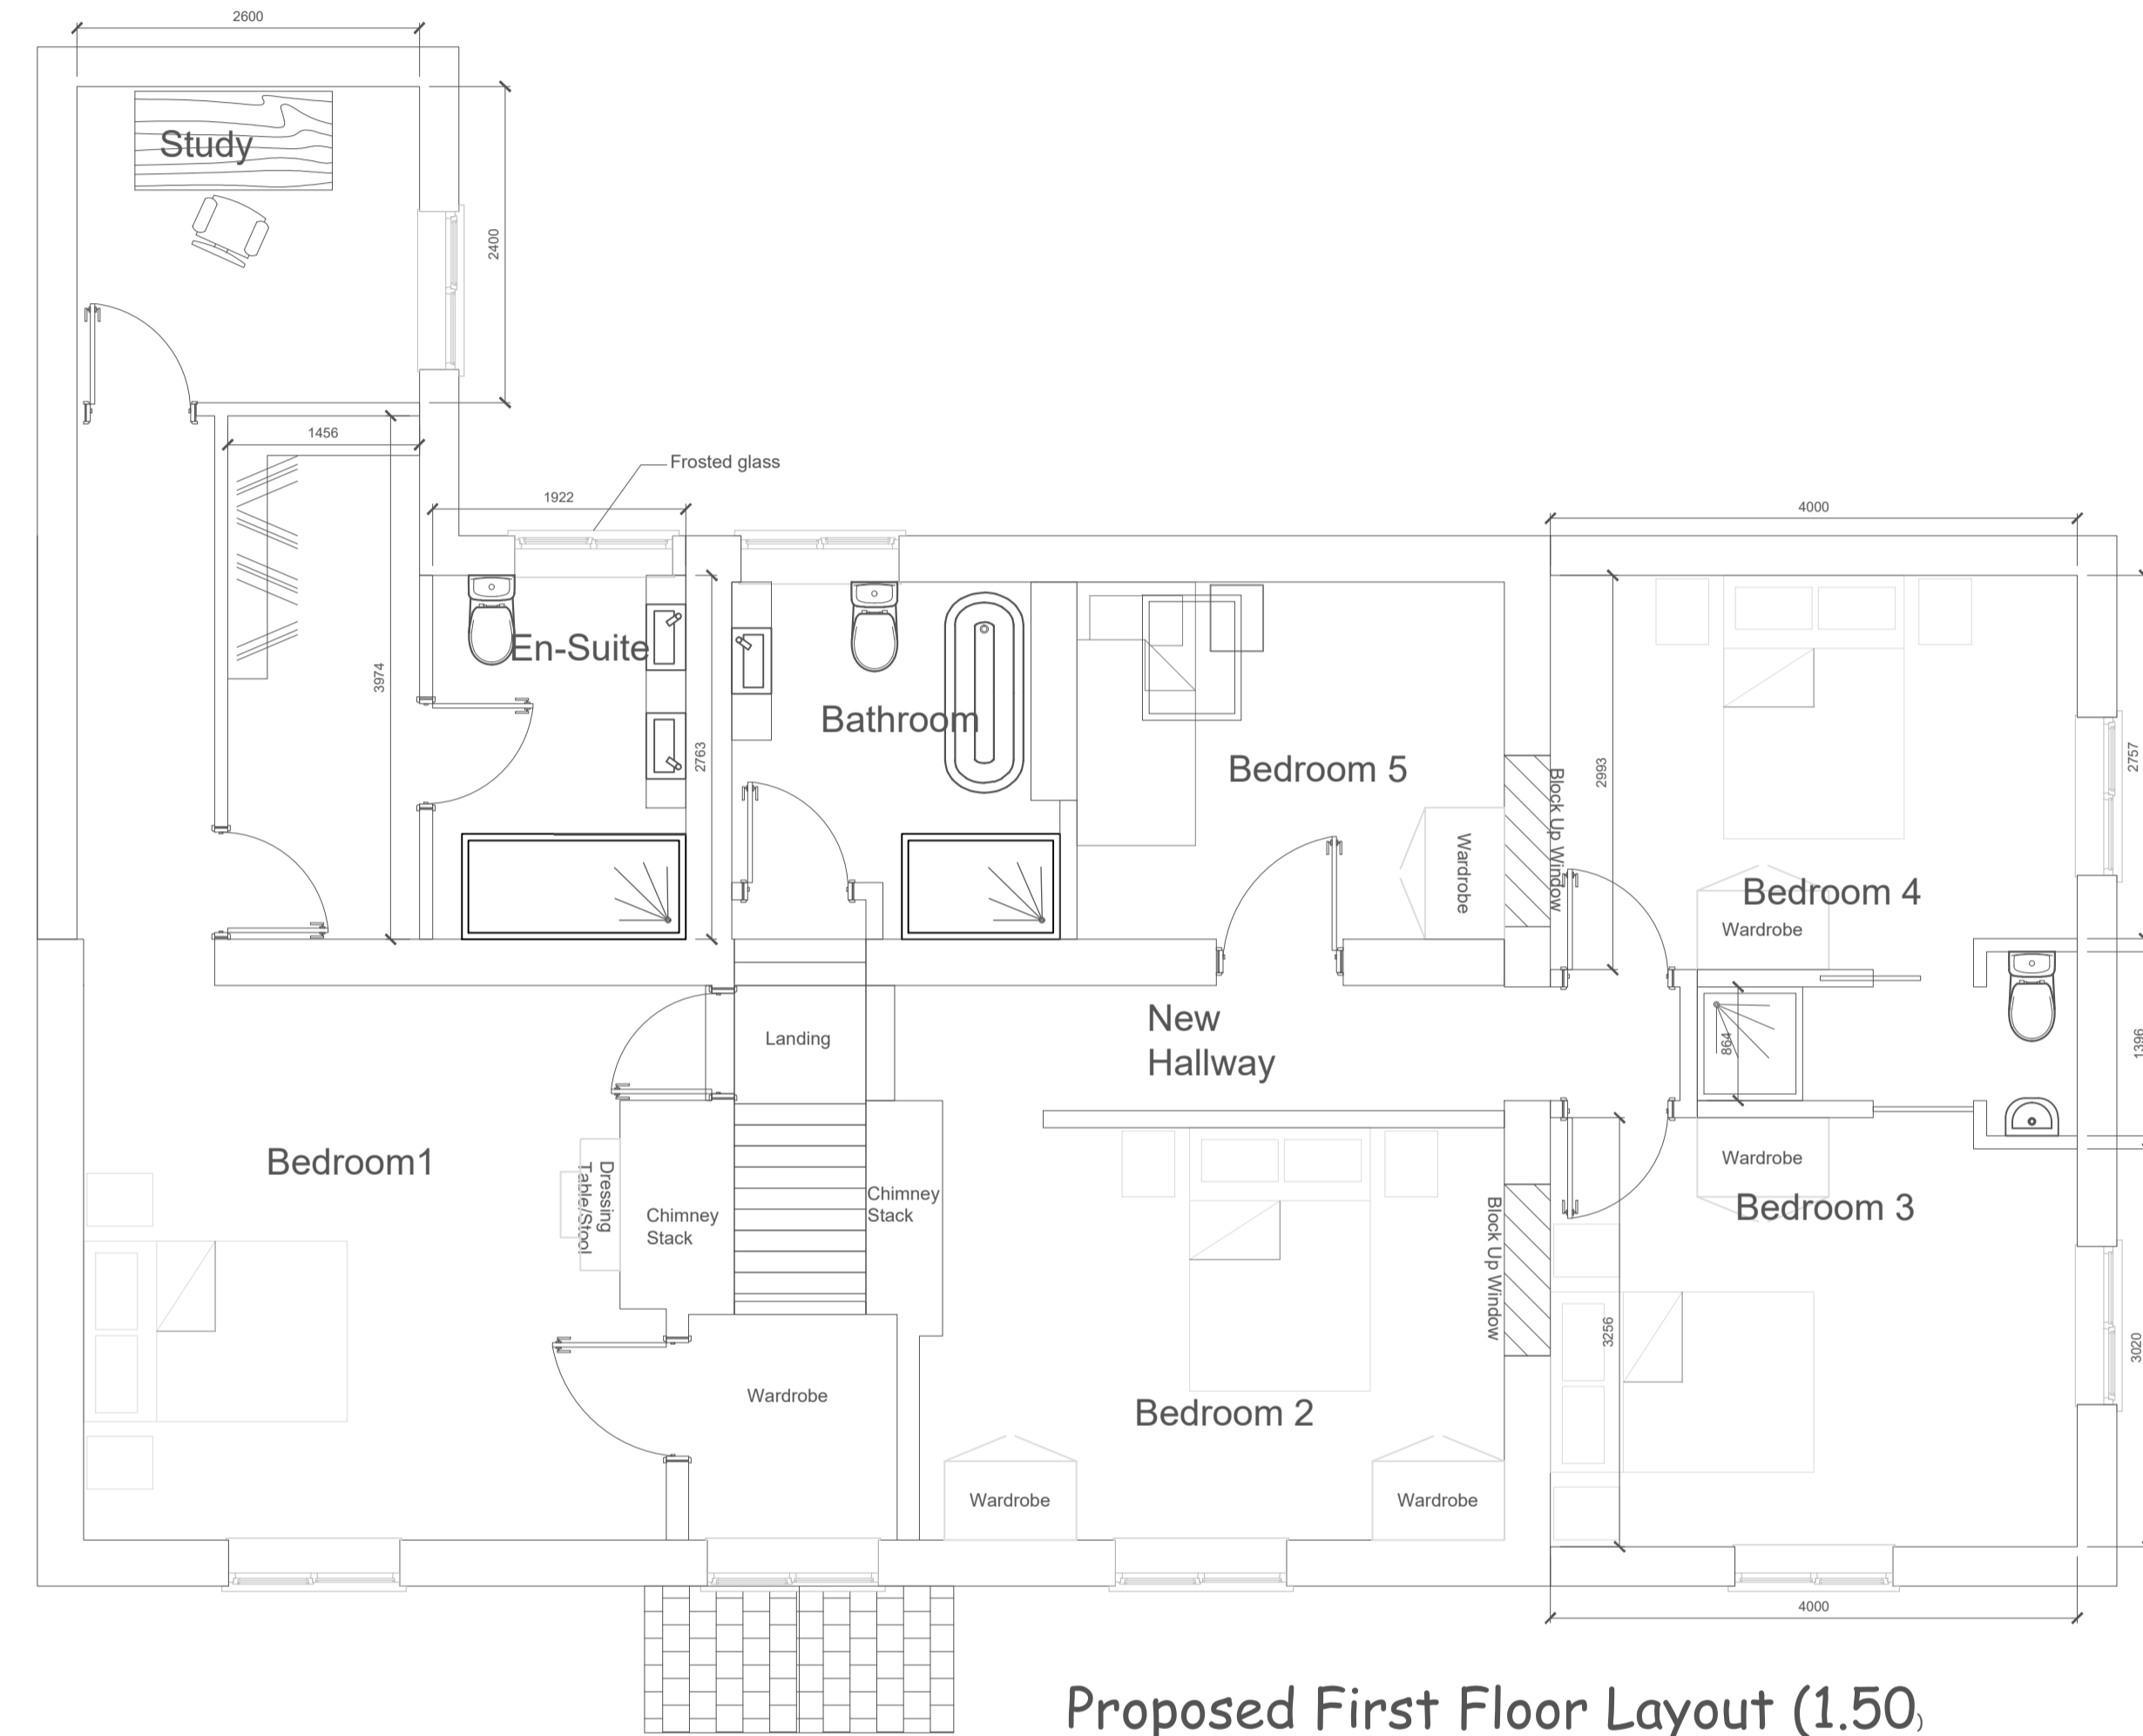 2600
Study
2400
1456
Frosted glass
1922
4000
3974
En-Suite
2763
Bathroom
Bedroom 5
Wardrobe
Block Up Window
2993
2757
Bedroom 4
Wardrobe
Landing
New
Hallway
864
1396
Bedroom1
Dressing
Table/Stool
Chimney
Stack
Chimney
Stack
Wardrobe
Bedroom 3
Block Up Window
3256
3020
Wardrobe
Bedroom 2
Wardrobe
Wardrobe
4000
Proposed First Floor Layout (1.50)